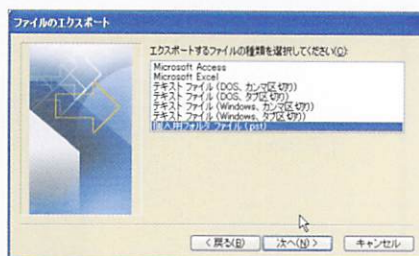 ファイルのエクスポート
エクスポートするファイルの種類を選択してください(C):
Microsoft Access
Microsoft Excel
テキスト ファイル (DOS、カンマ区切り)
テキスト ファイル (DOS、タブ区切り)
テキスト ファイル (Windows、カンマ区切り)
テキスト ファイル (Windows、タブ区切り)
個人用フォルダ ファイル (pst)
< 戻る(B)
次へ(N) >
キャンセル